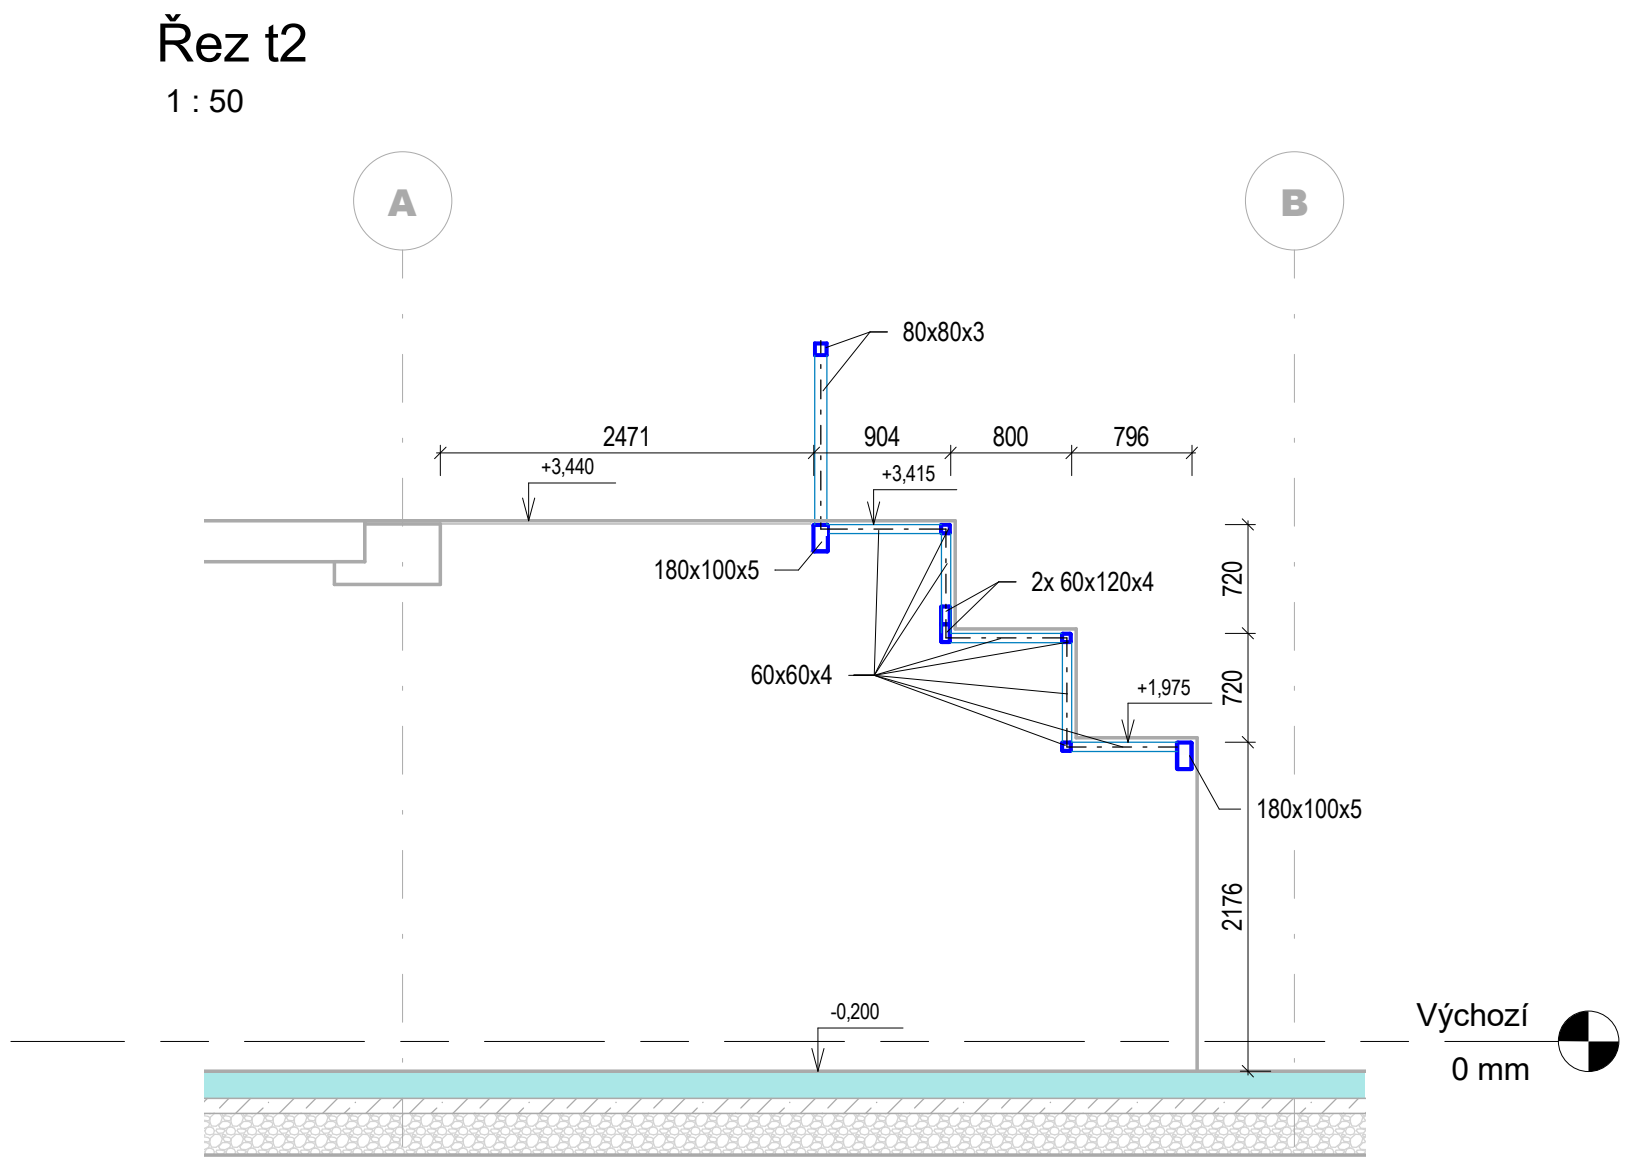 Řez t2
1 : 50
A
B
80x80x3
2471
904
800
796
+3,440
+3,415
180x100x5
2x 60x120x4
720
60x60x4
+1,975
720
180x100x5
2176
-0,200
Výchozí
0 mm